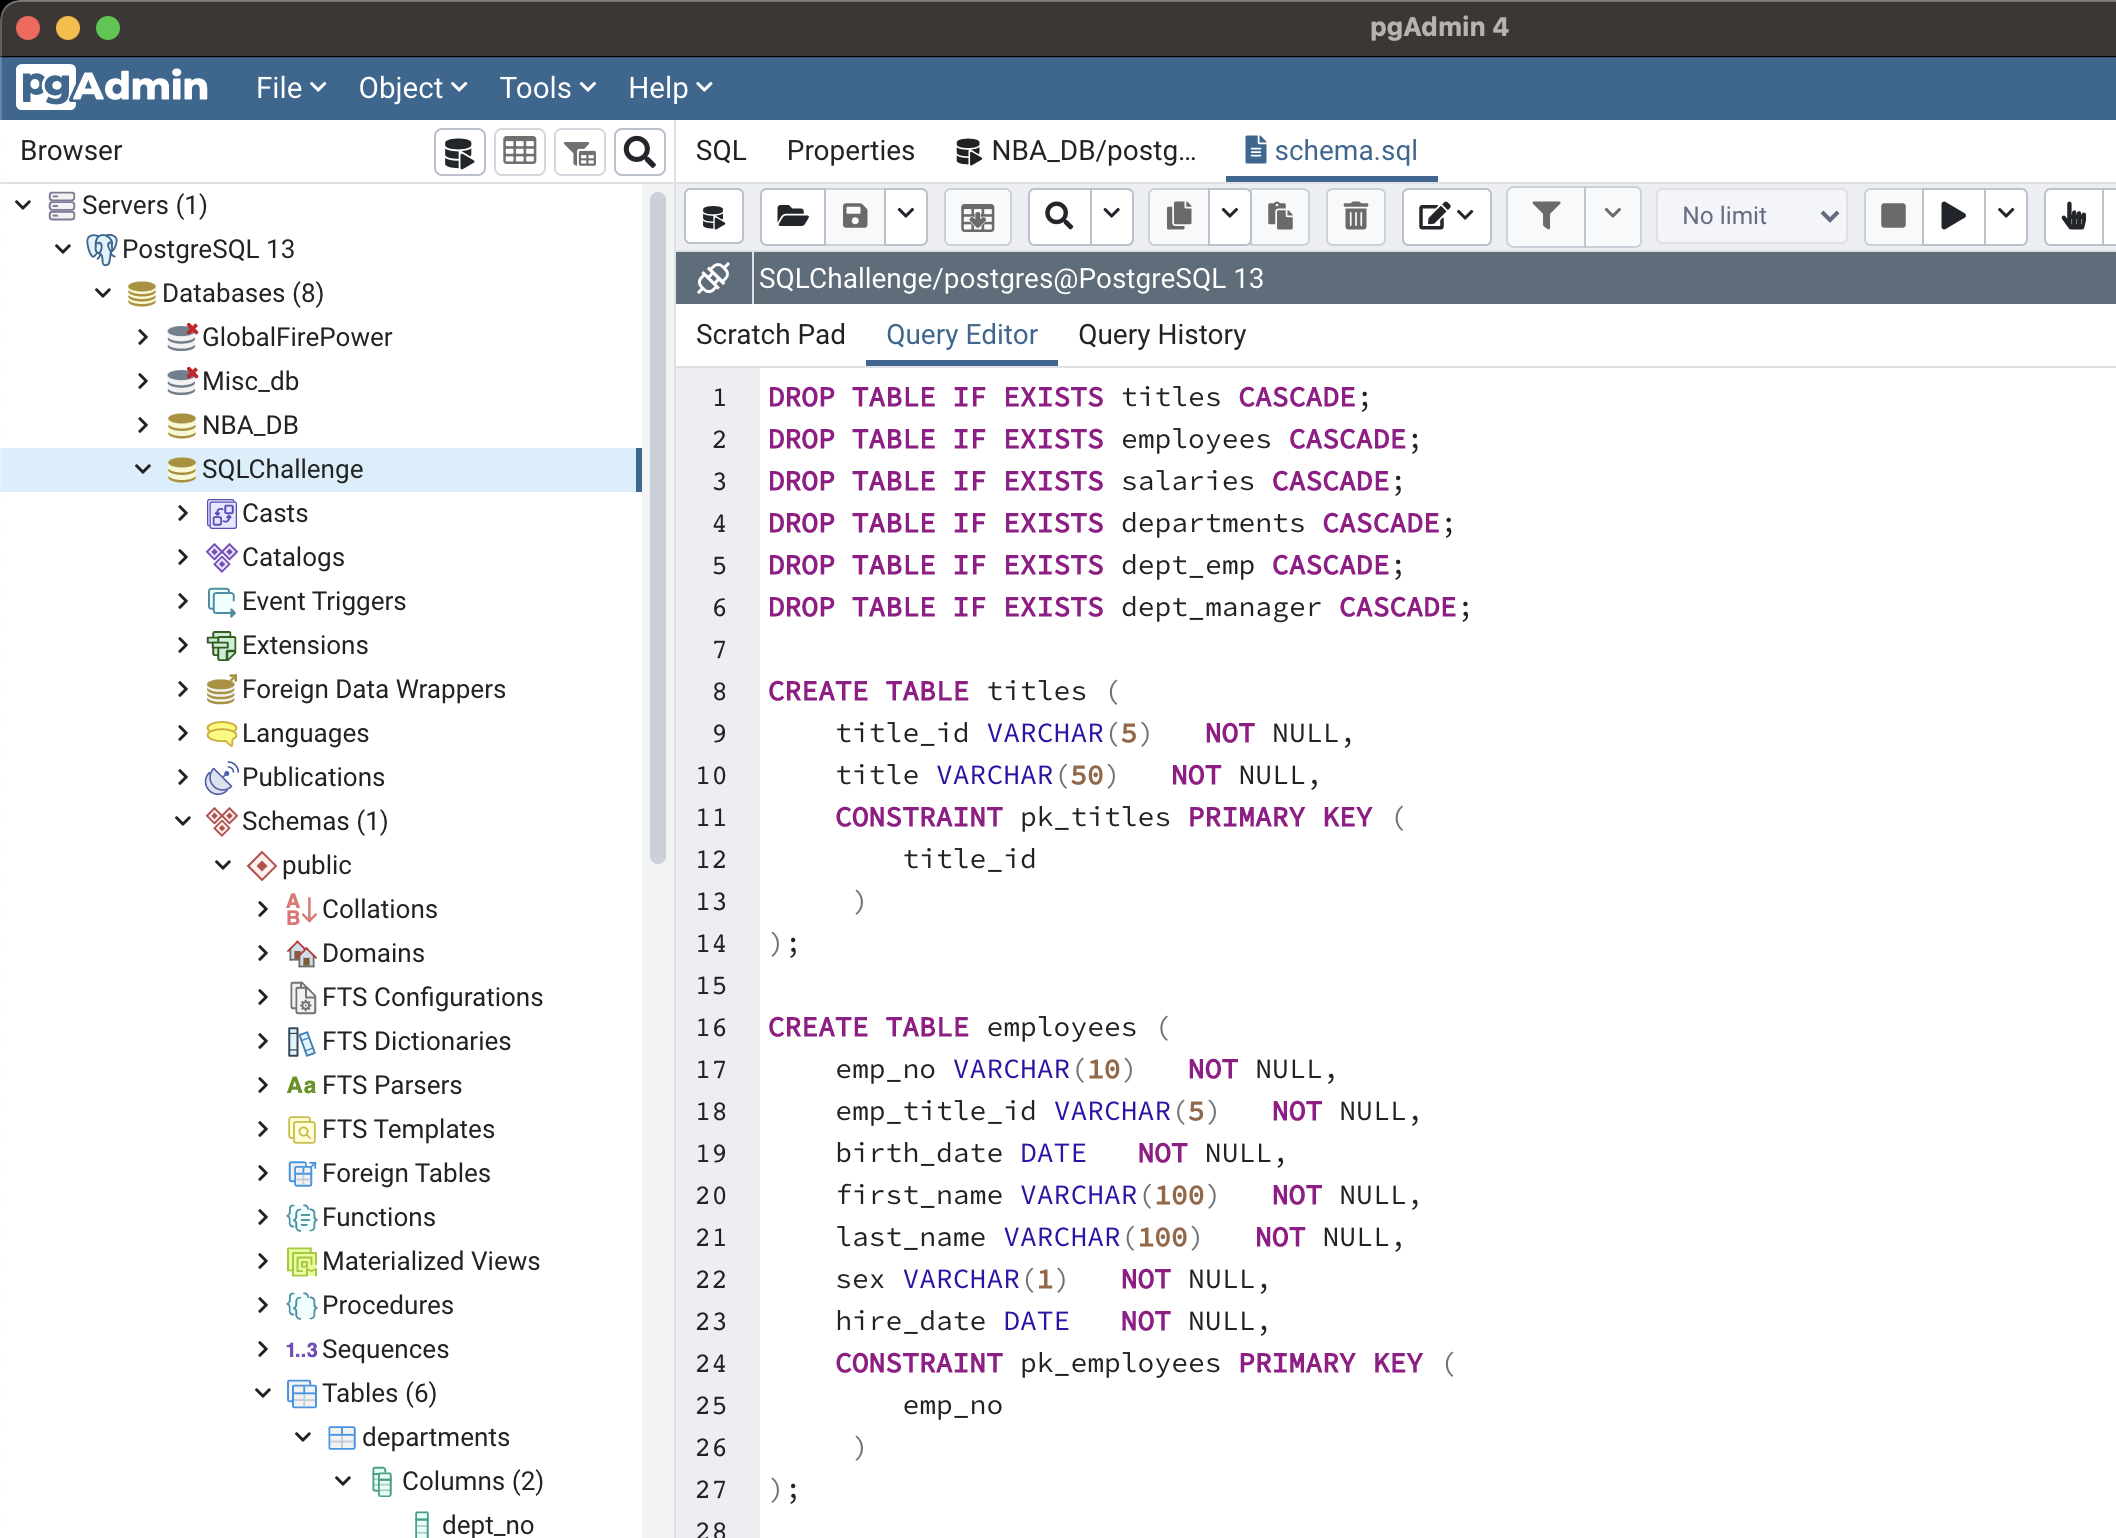 pgAdmin 4
pgAdmin File Object Tools Help
Browser
Servers (1)
PostgreSQL 13
Databases (8)
GlobalFirePower
Misc_db
NBA_DB
SQLChallenge
Casts
Catalogs
Event Triggers
Extensions
Foreign Data Wrappers
Languages
Publications
Schemas (1)
public
Collations
Domains
FTS Configurations
FTS Dictionaries
Aa FTS Parsers
FTS Templates
Foreign Tables
Functions
Materialized Views
Procedures
1..3 Sequences
Tables (6)
departments
Columns (2)
dept_no
SQL Properties NBA_DB/postg... schema.sql
No limit
SQLChallenge/postgres@PostgreSQL 13
Scratch Pad Query Editor Query History
1 DROP TABLE IF EXISTS titles CASCADE;
2 DROP TABLE IF EXISTS employees CASCADE;
3 DROP TABLE IF EXISTS salaries CASCADE;
4 DROP TABLE IF EXISTS departments CASCADE;
5 DROP TABLE IF EXISTS dept_emp CASCADE;
6 DROP TABLE IF EXISTS dept_manager CASCADE;
7
8 CREATE TABLE titles (
9 title_id VARCHAR(5) NOT NULL,
10 title VARCHAR(50) NOT NULL,
11 CONSTRAINT pk_titles PRIMARY KEY (
12 title_id
13 )
14 );
15
16 CREATE TABLE employees (
17 emp_no VARCHAR(10) NOT NULL,
18 emp_title_id VARCHAR(5) NOT NULL,
19 birth_date DATE NOT NULL,
20 first_name VARCHAR(100) NOT NULL,
21 last_name VARCHAR(100) NOT NULL,
22 sex VARCHAR(1) NOT NULL,
23 hire_date DATE NOT NULL,
24 CONSTRAINT pk_employees PRIMARY KEY (
25 emp_no
26 )
27 );
28